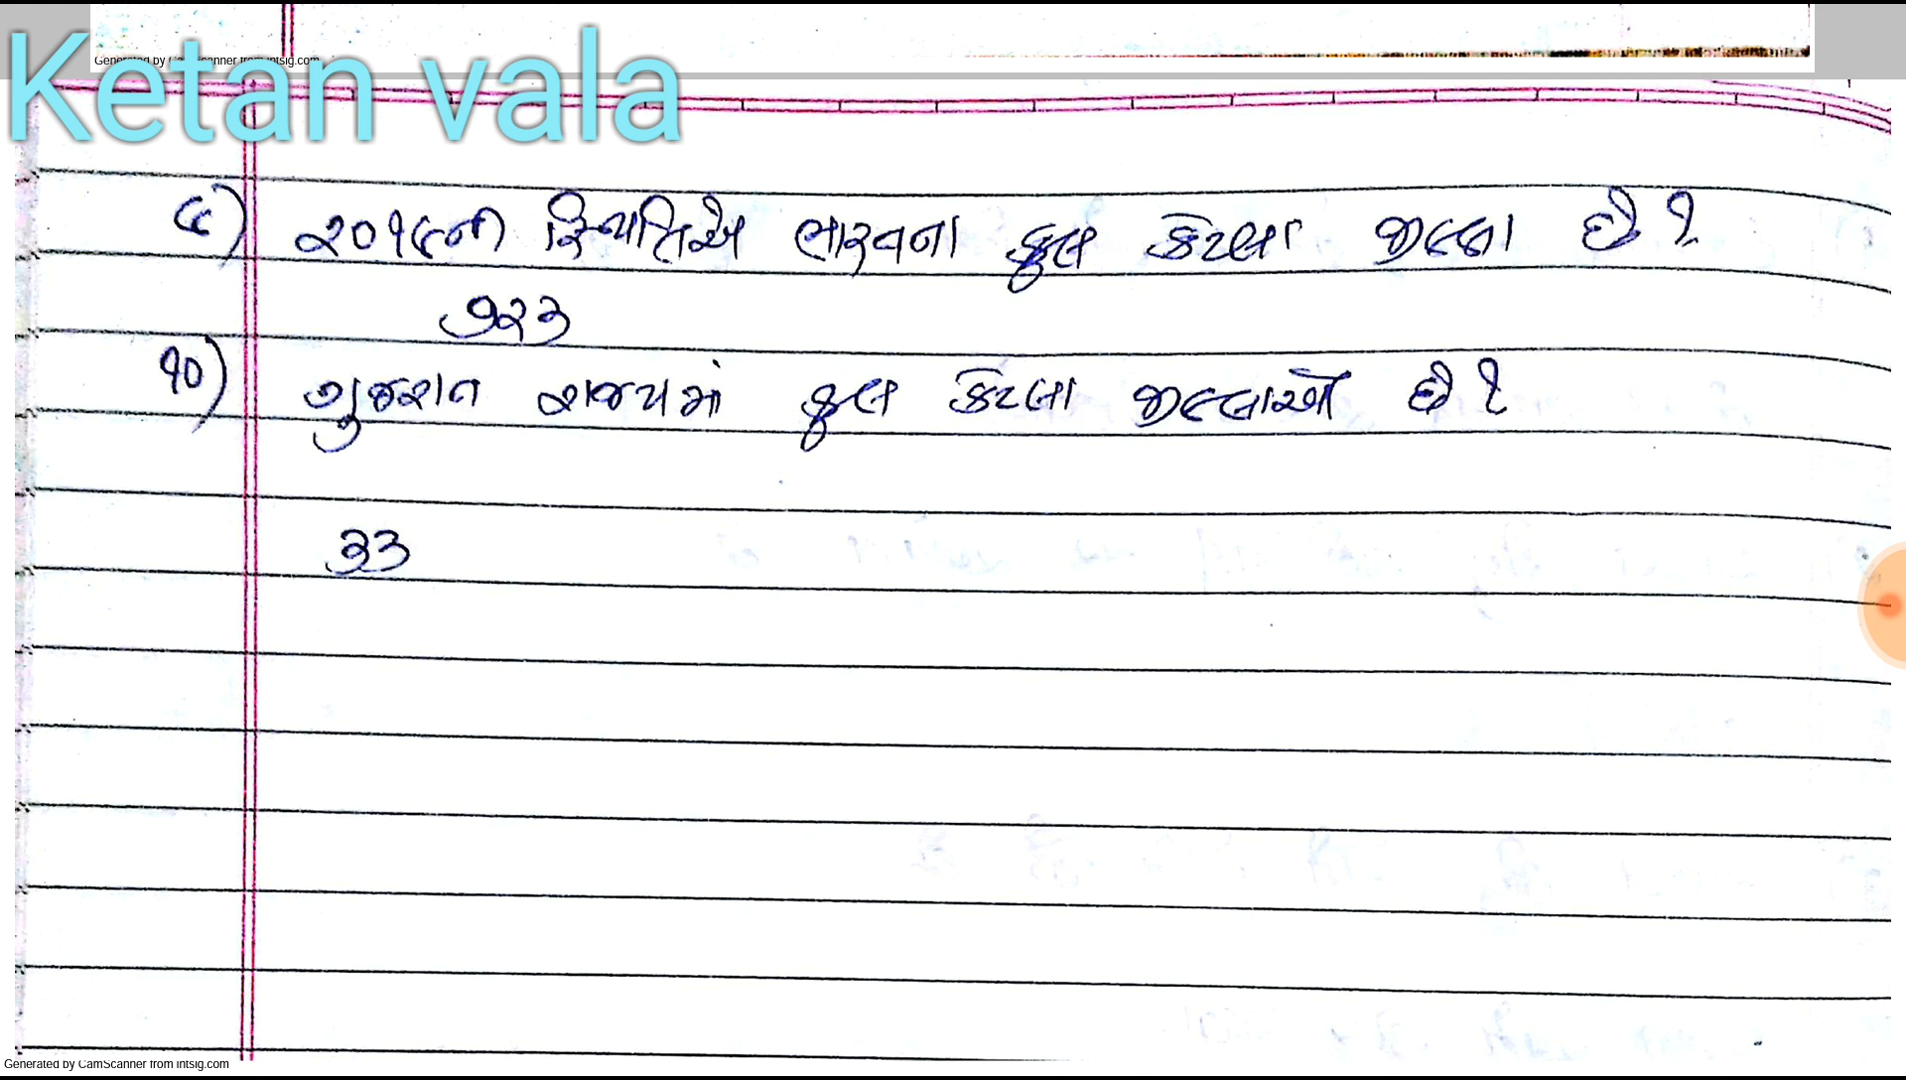 Generated by CamScanner from intsig.com
Ketan vala
૯) ૨૦૧૯ની સ્થિતિએ ભારતના કુલ કેટલા જીલ્લા છે ?
૭૨૩
૧૦) ગુજરાત રાજ્યમાં કુલ કેટલા જીલ્લાઓ છે ?
૩૩
Generated by CamScanner from intsig.com